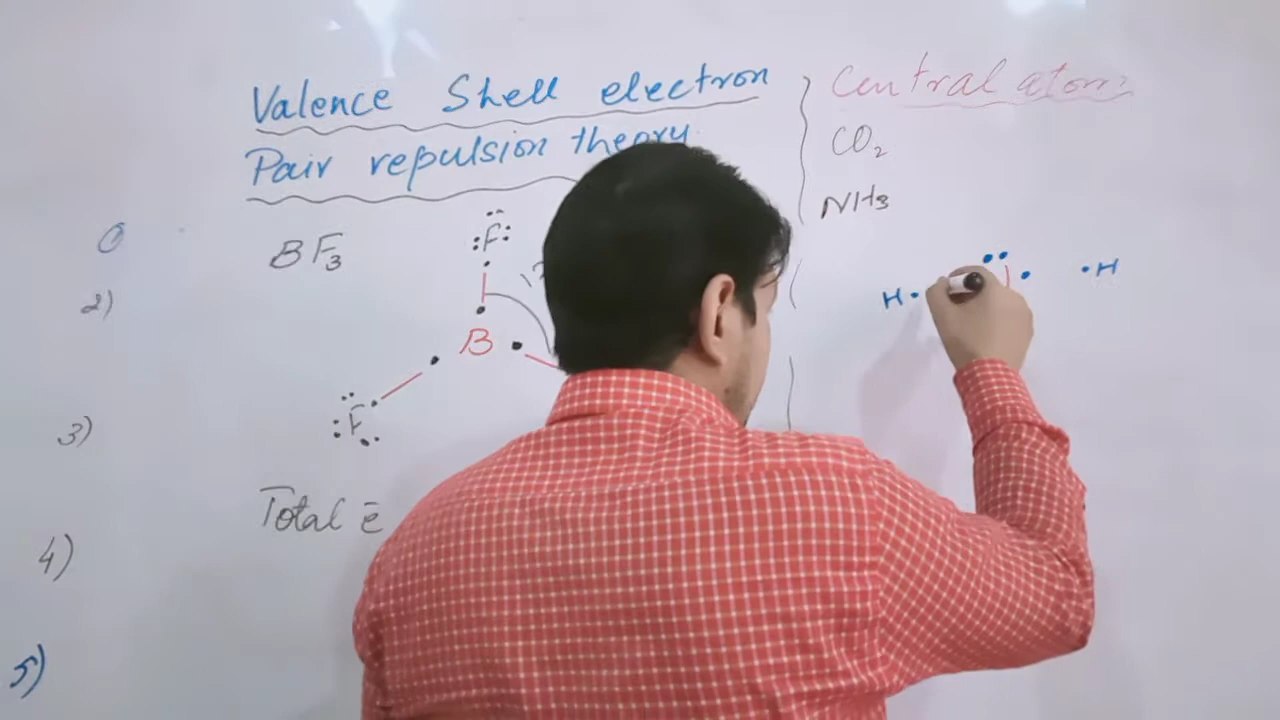 Valence Shell electron
Pair repulsion theory
Central atom:
CO₂
NH₃
1)
BF₃
F
B
F
2)
3)
Total ē
4)
5)
H
H